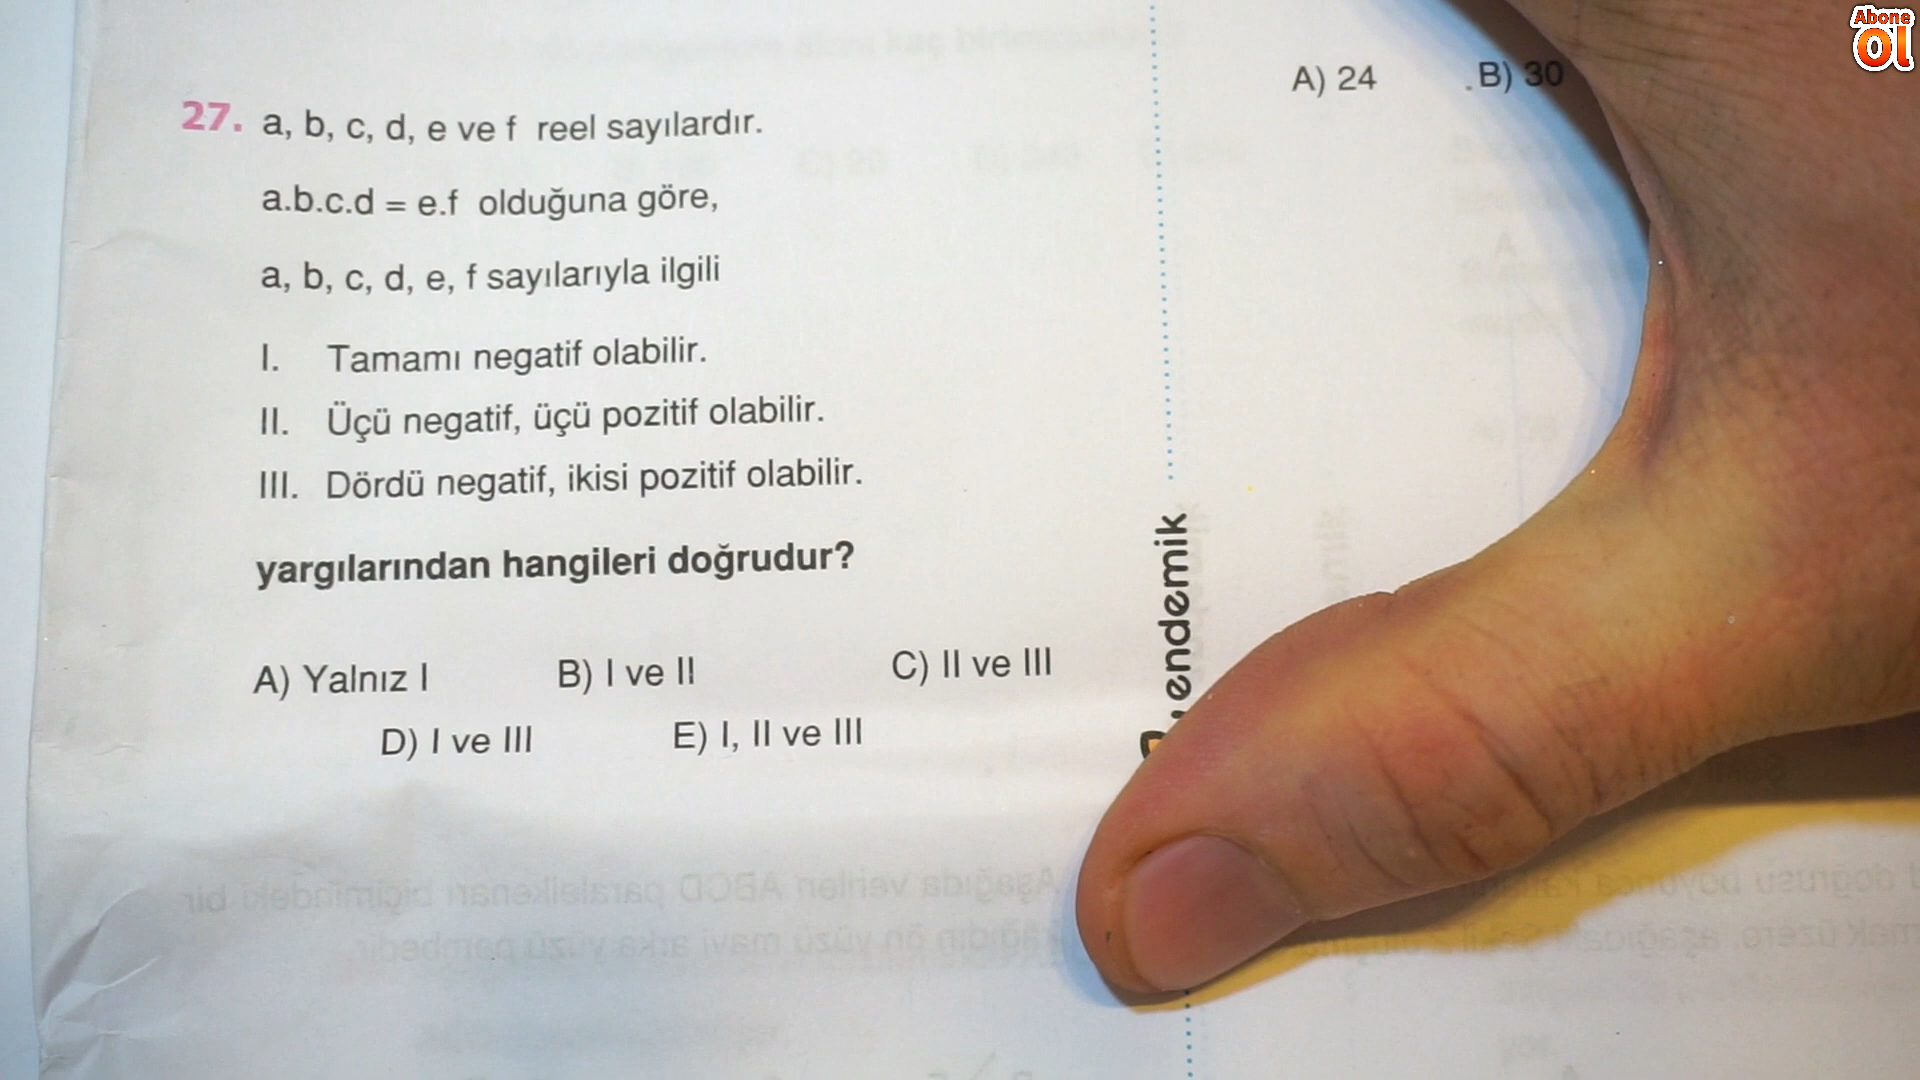 27. a, b, c, d, e ve f reel sayılardır.
a.b.c.d = e.f olduğuna göre,
a, b, c, d, e, f sayılarıyla ilgili
I. Tamamı negatif olabilir.
II. Üçü negatif, üçü pozitif olabilir.
III. Dördü negatif, ikisi pozitif olabilir.
yargılarından hangileri doğrudur?
A) Yalnız I B) I ve II C) II ve III
D) I ve III E) I, II ve III
endemik
A) 24 B) 30
Abone
Ol